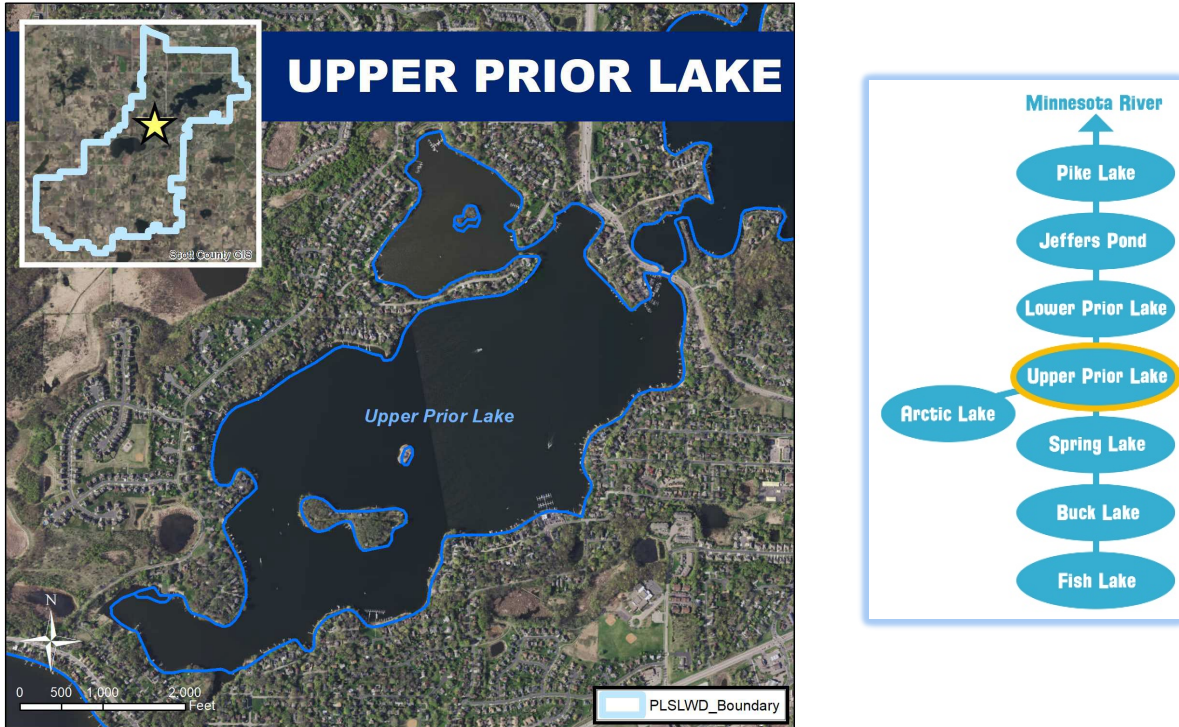 UPPER PRIOR LAKE
Scott County GIS
Upper Prior Lake
N
0 500 1,000 2,000
Feet
PLSLWD_Boundary
Minnesota River
Pike Lake
Jeffers Pond
Lower Prior Lake
Upper Prior Lake
Arctic Lake
Spring Lake
Buck Lake
Fish Lake